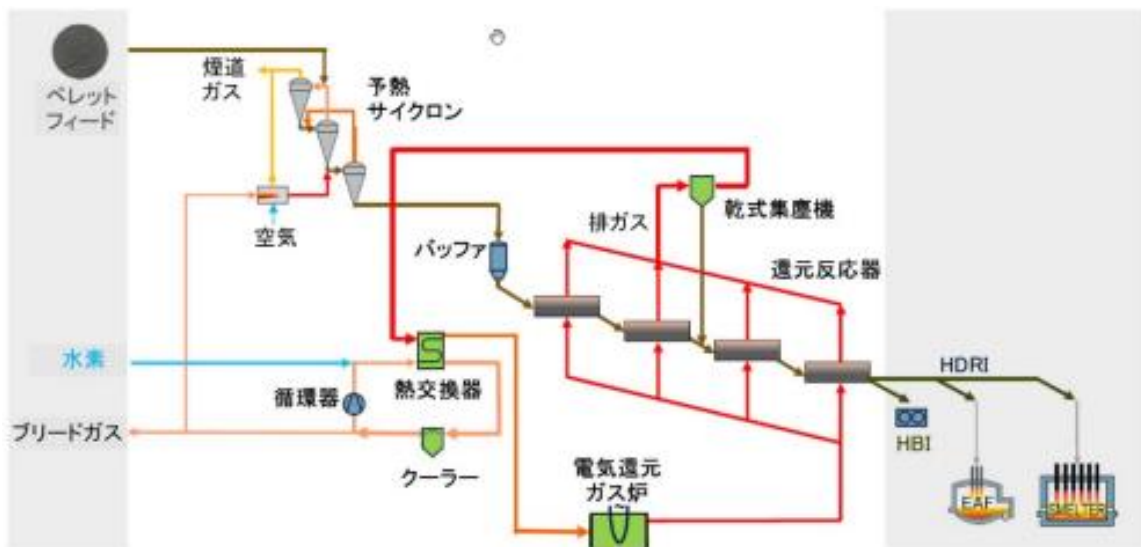 ペレット
フィード
煙道
ガス
予熱
サイクロン
空気
バッファ
排ガス
乾式集塵機
還元反応器
水素
循環器
熱交換器
ブリードガス
クーラー
電気還元
ガス炉
HDRI
HBI
EAF
SMELTER